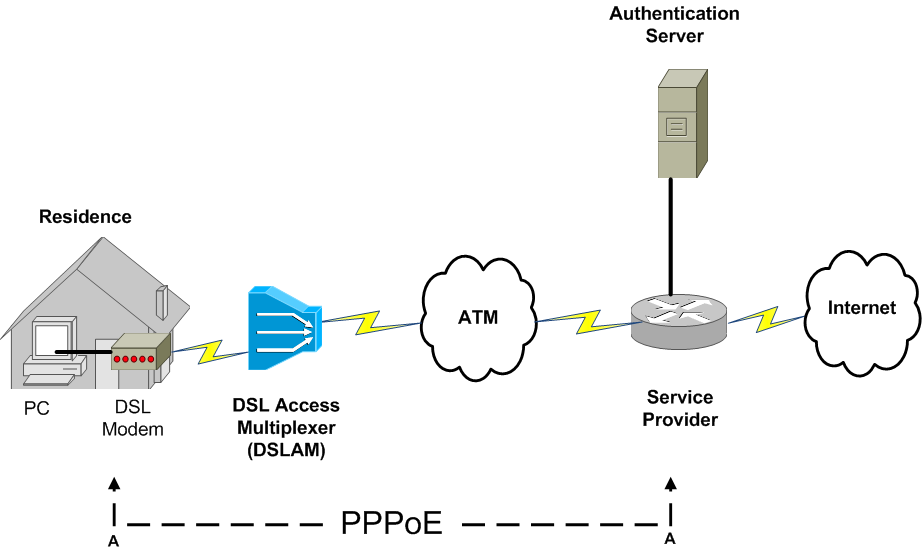 Authentication
Server
Residence
ATM
Internet
PC
DSL
Modem
DSL Access
Multiplexer
(DSLAM)
Service
Provider
A
PPPoE
A